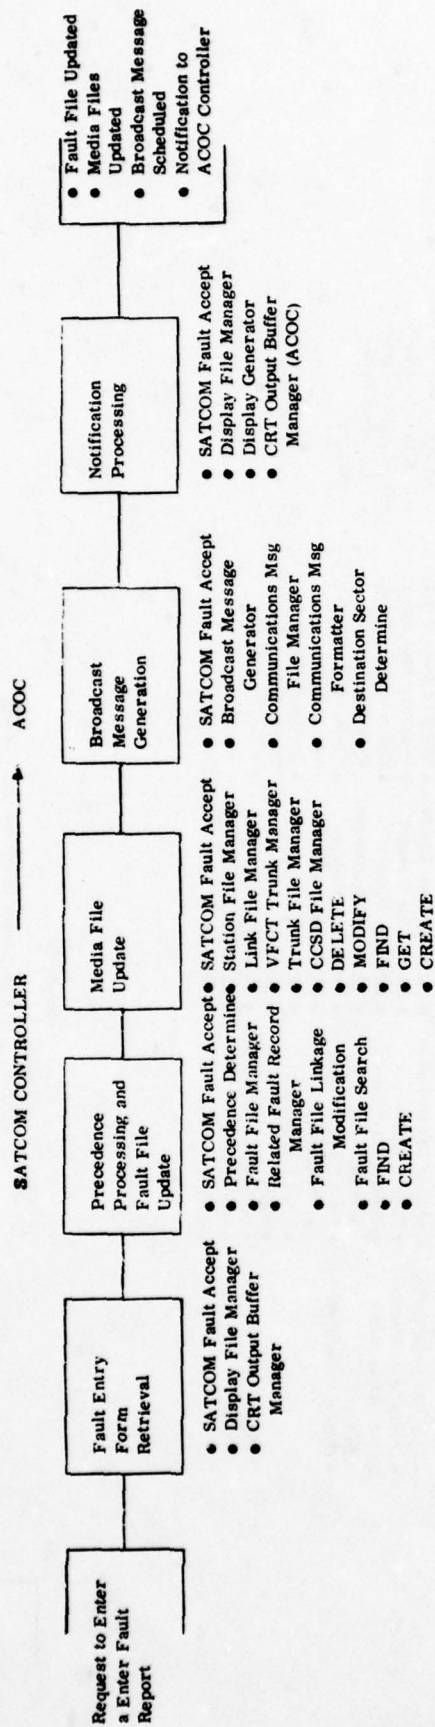 SATCOM CONTROLLER ACOC
Request to Enter
a Enter Fault
Report
Fault Entry
Form
Retrieval
● SATCOM Fault Accept
● Display File Manager
● CRT Output Buffer
Manager
Precedence
Processing and
Fault File
Update
● SATCOM Fault Accept
● Precedence Determine
● Fault File Manager
● Related Fault Record
Manager
● Fault File Linkage
Modification
● Fault File Search
● FIND
● CREATE
Media File
Update
● SATCOM Fault Accept
● Station File Manager
● Link File Manager
● VFCT Trunk Manager
● Trunk File Manager
● CCSD File Manager
● DELETE
● MODIFY
● FIND
● GET
● CREATE
Broadcast
Message
Generation
● SATCOM Fault Accept
● Broadcast Message
Generator
● Communications Msg
File Manager
● Communications Msg
Formatter
● Destination Sector
Determine
Notification
Processing
● SATCOM Fault Accept
● Display File Manager
● Display Generator
● CRT Output Buffer
Manager (ACOC)
● Fault File Updated
● Media Files
Updated
● Broadcast Message
Scheduled
● Notification to
ACOC Controller